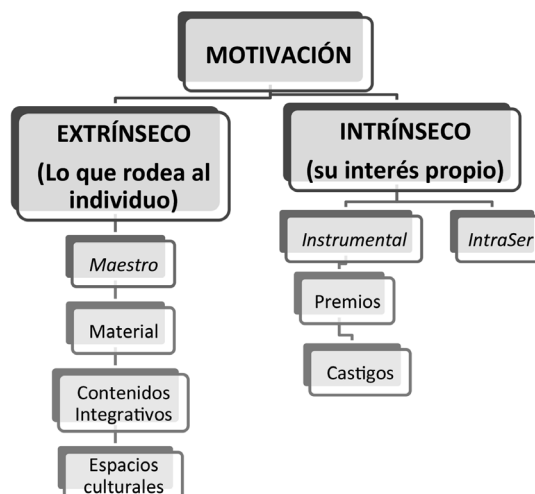 MOTIVACIÓN
EXTRÍNSECO
(Lo que rodea al
individuo)
Maestro
Material
Contenidos
Integrativos
Espacios
culturales
INTRÍNSECO
(su interés propio)
Instrumental
Premios
Castigos
IntraSer